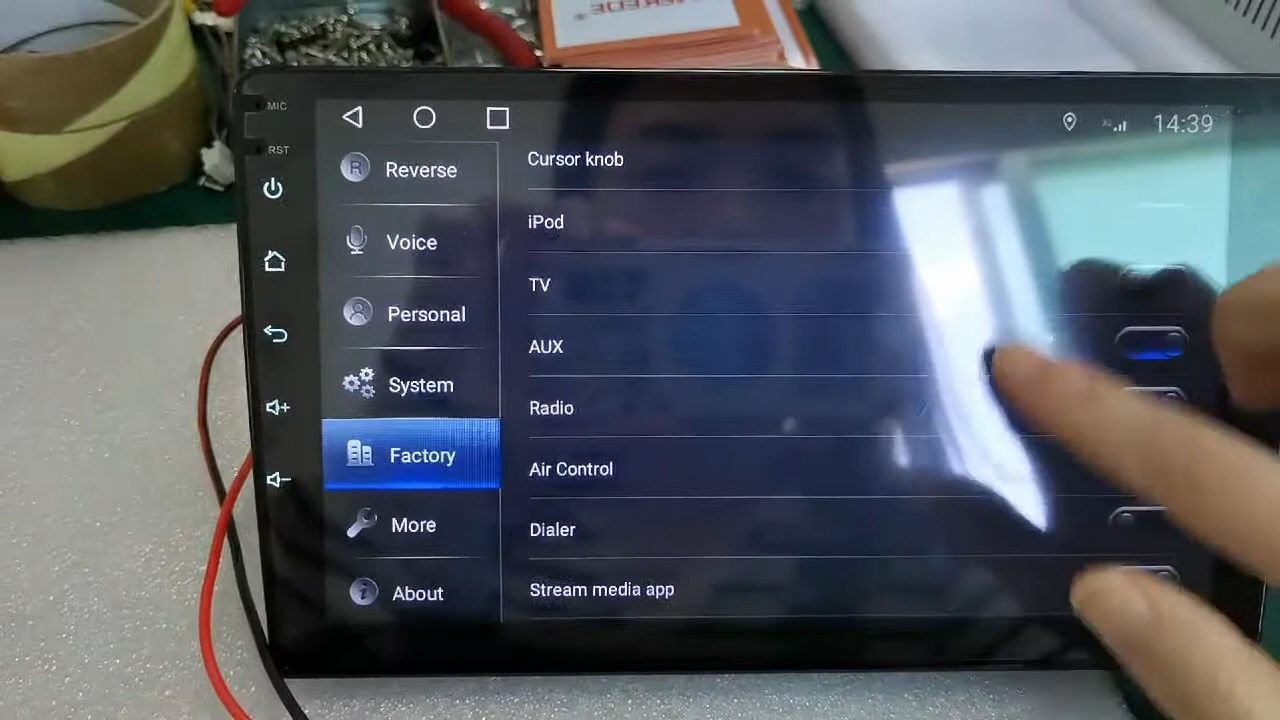 MIC
RST
14:39
Reverse
Voice
Personal
System
Factory
More
About
Cursor knob
iPod
TV
AUX
Radio
Air Control
Dialer
Stream media app